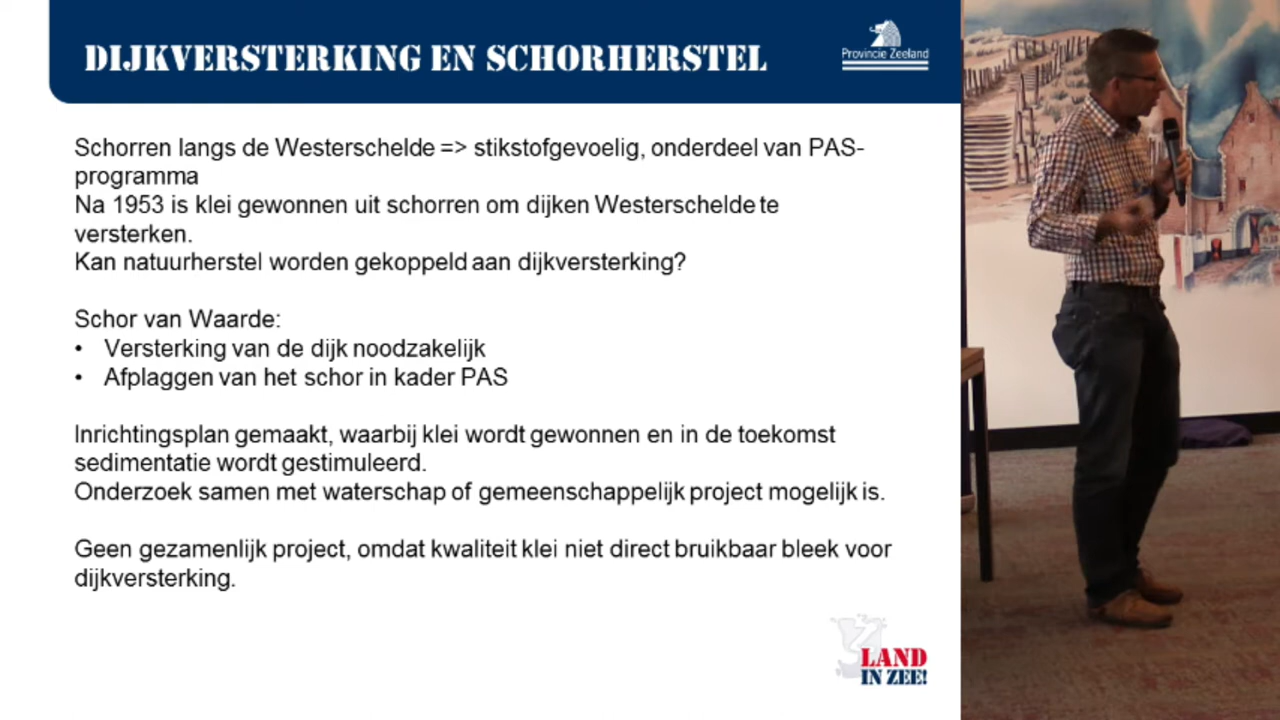 DIJKVERSTERKING EN SCHORHERSTEL
Provincie Zeeland
Schorren langs de Westerschelde => stikstofgevoelig, onderdeel van PAS-
programma
Na 1953 is klei gewonnen uit schorren om dijken Westerschelde te
versterken.
Kan natuurherstel worden gekoppeld aan dijkversterking?
Schor van Waarde:
• Versterking van de dijk noodzakelijk
• Afplaggen van het schor in kader PAS
Inrichtingsplan gemaakt, waarbij klei wordt gewonnen en in de toekomst
sedimentatie wordt gestimuleerd.
Onderzoek samen met waterschap of gemeenschappelijk project mogelijk is.
Geen gezamenlijk project, omdat kwaliteit klei niet direct bruikbaar bleek voor
dijkversterking.
LAND
IN ZEE!